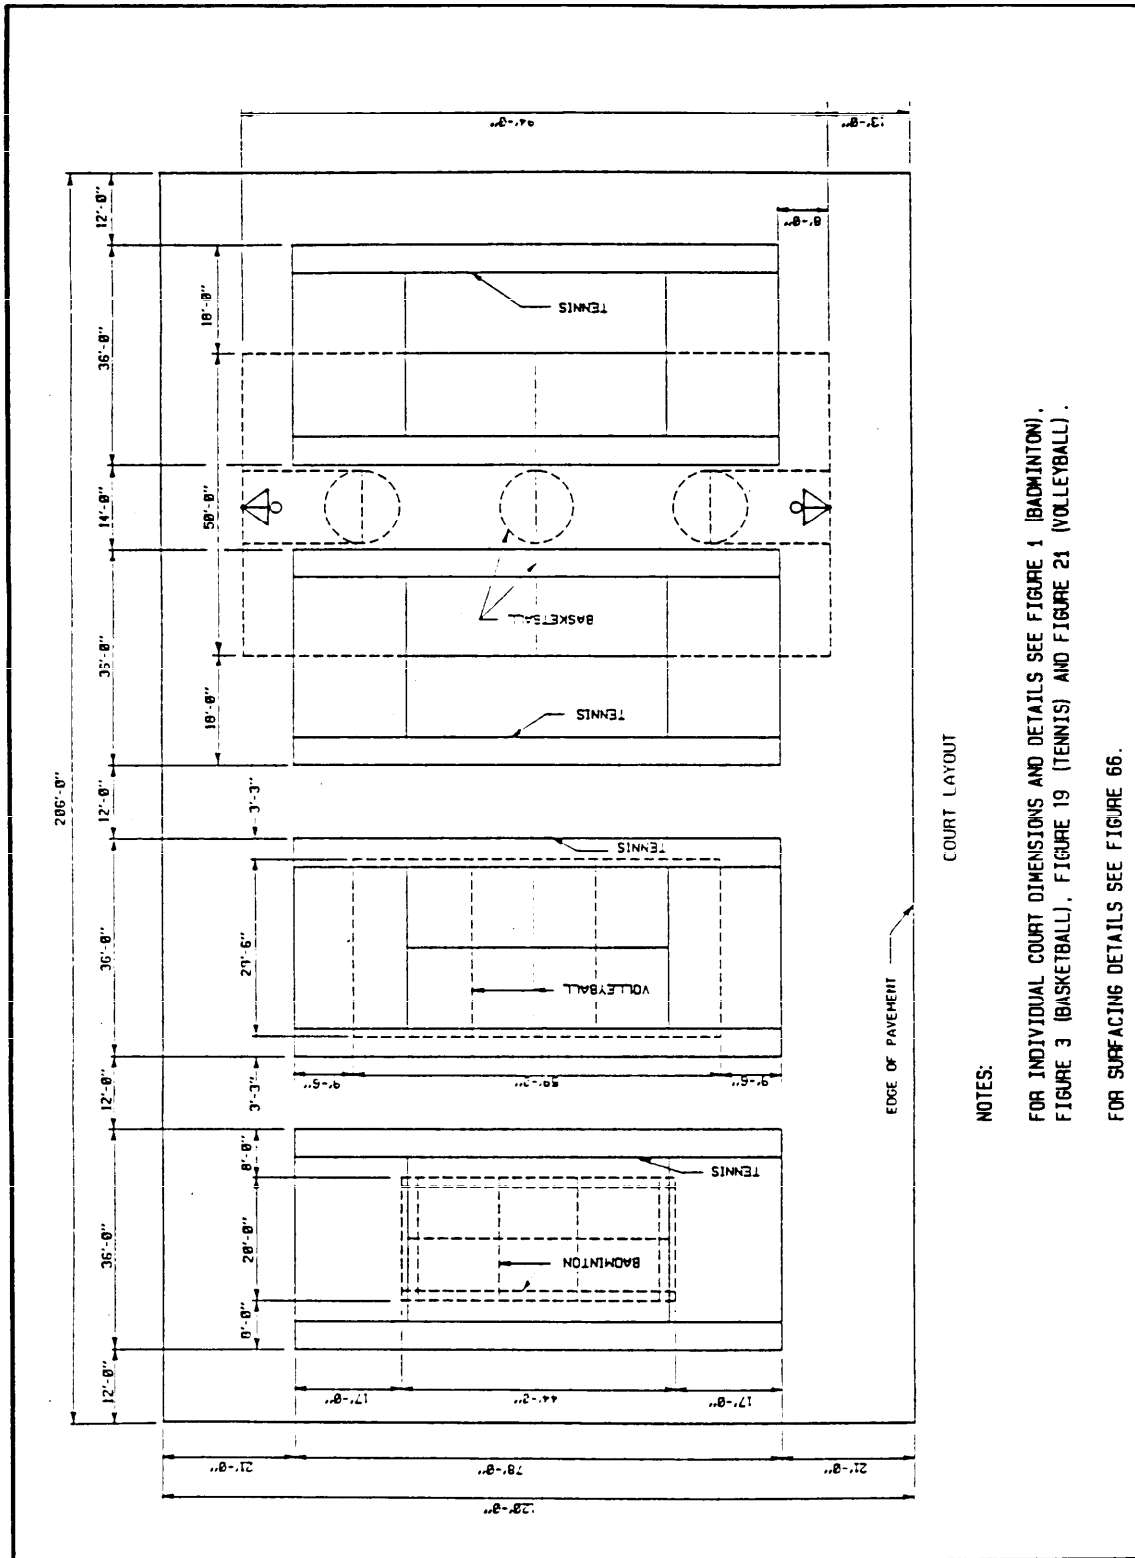 206'-0"
12'-0"
36'-0"
12'-0"
36'-0"
12'-0"
36'-0"
14'-0"
36'-0"
12'-0"
18'-0"
50'-0"
18'-0"
8'-0"
20'-0"
8'-0"
3'-3"
29'-6"
3'-3"
120'-0"
21'-0"
78'-0"
21'-0"
17'-0"
44'-0"
17'-0"
9'-6"
59'-0"
9'-6"
94'-0"
13'-0"
8'-0"
BADMINTON
TENNIS
VOLLEYBALL
TENNIS
TENNIS
BASKETBALL
TENNIS
EDGE OF PAVEMENT
COURT LAYOUT
NOTES:
FOR INDIVIDUAL COURT DIMENSIONS AND DETAILS SEE FIGURE 1 (BADMINTON),
FIGURE 3 (BASKETBALL), FIGURE 19 (TENNIS) AND FIGURE 21 (VOLLEYBALL).
FOR SURFACING DETAILS SEE FIGURE 66.